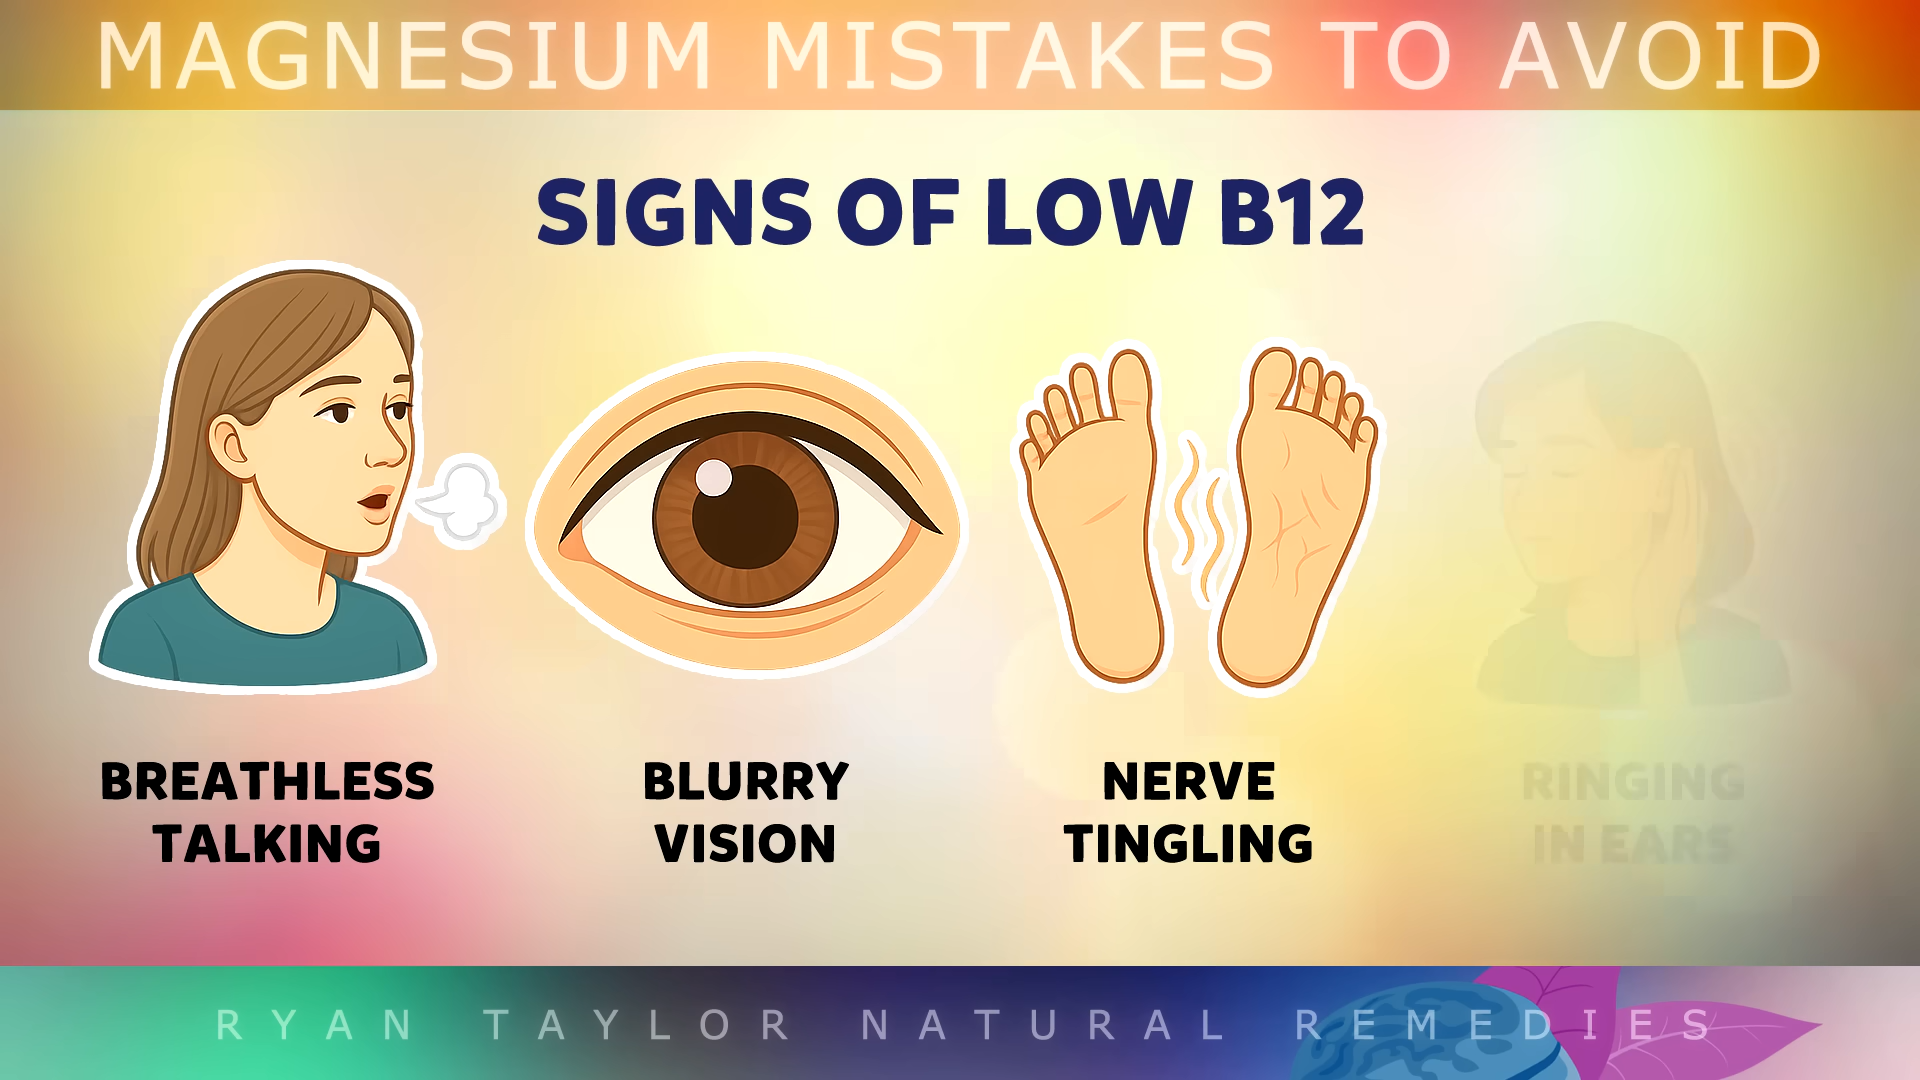 MAGNESIUM MISTAKES TO AVOID
SIGNS OF LOW B12
BREATHLESS
TALKING
BLURRY
VISION
NERVE
TINGLING
RINGING
IN EARS
RYAN TAYLOR NATURAL REMEDIES